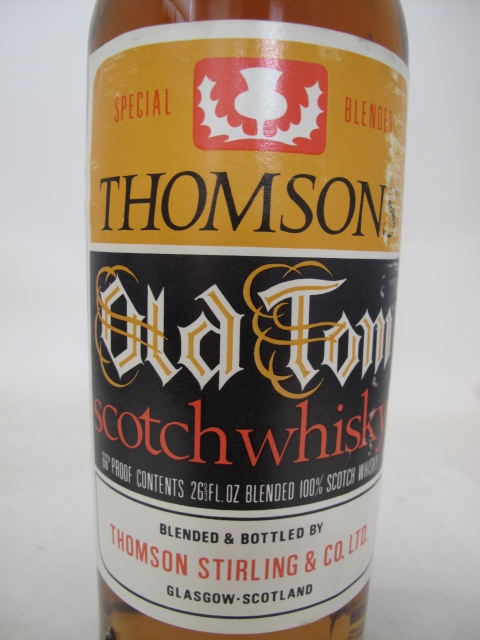 SPECIAL BLENDED
THOMSON'S
Old Tom
scotch whisky
66% PROOF CONTENTS 26⅔ FL. OZ BLENDED 100% SCOTCH WHISKY
BLENDED & BOTTLED BY
THOMSON STIRLING & CO. LTD.
GLASGOW·SCOTLAND